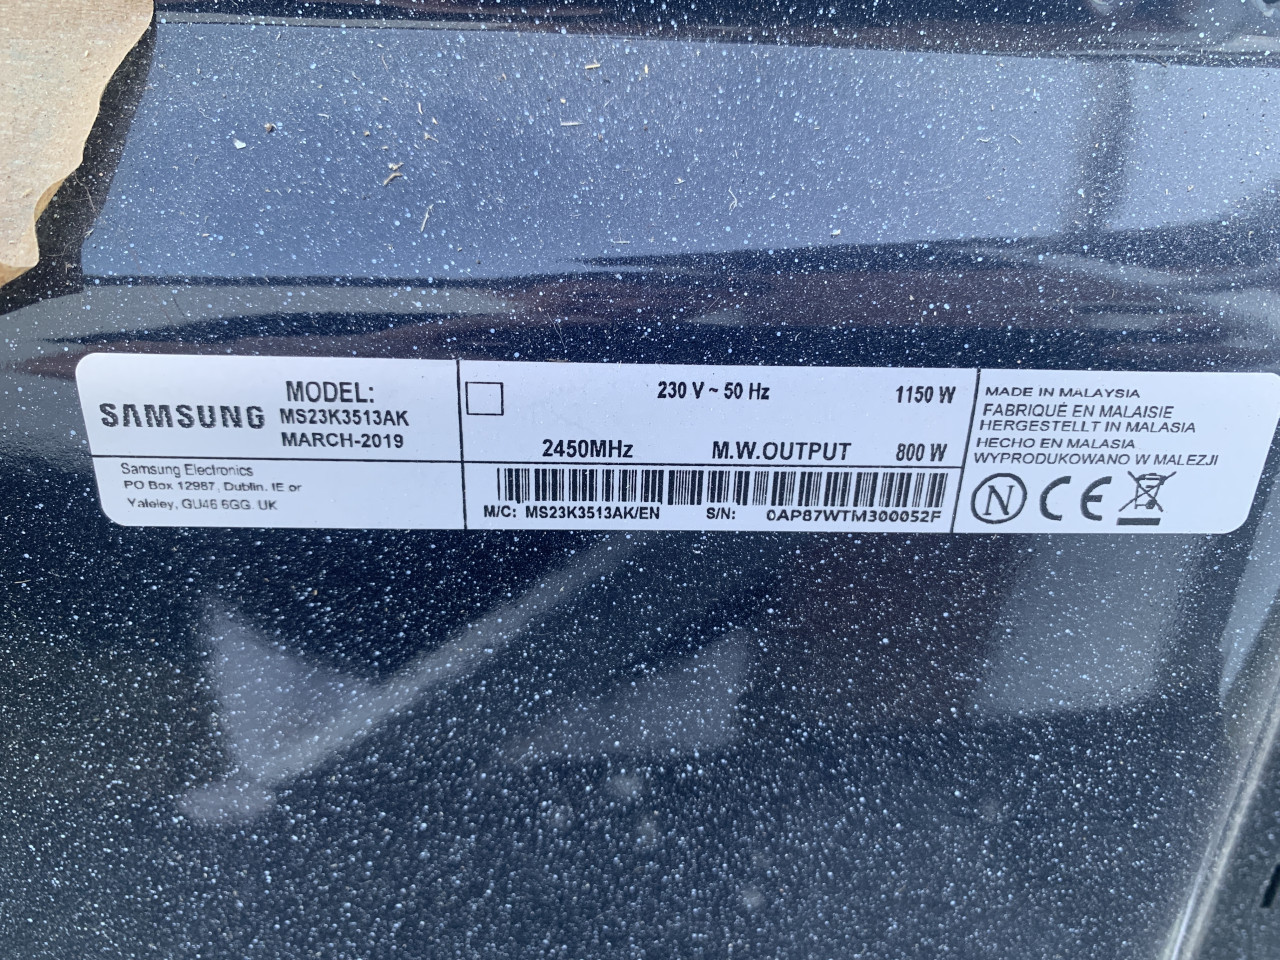 SAMSUNG
MODEL:
MS23K3513AK
MARCH-2019
Samsung Electronics
PO Box 12987, Dublin. IE or
Yateley, GU46 6GG. UK
230 V ~ 50 Hz 1150 W
2450MHz M.W.OUTPUT 800 W
M/C: MS23K3513AK/EN S/N: 0AP87WTM300052F
MADE IN MALAYSIA
FABRIQUÉ EN MALAISIE
HERGESTELLT IN MALASIA
HECHO EN MALASIA
WYPRODUKOWANO W MALEZJI
N CE